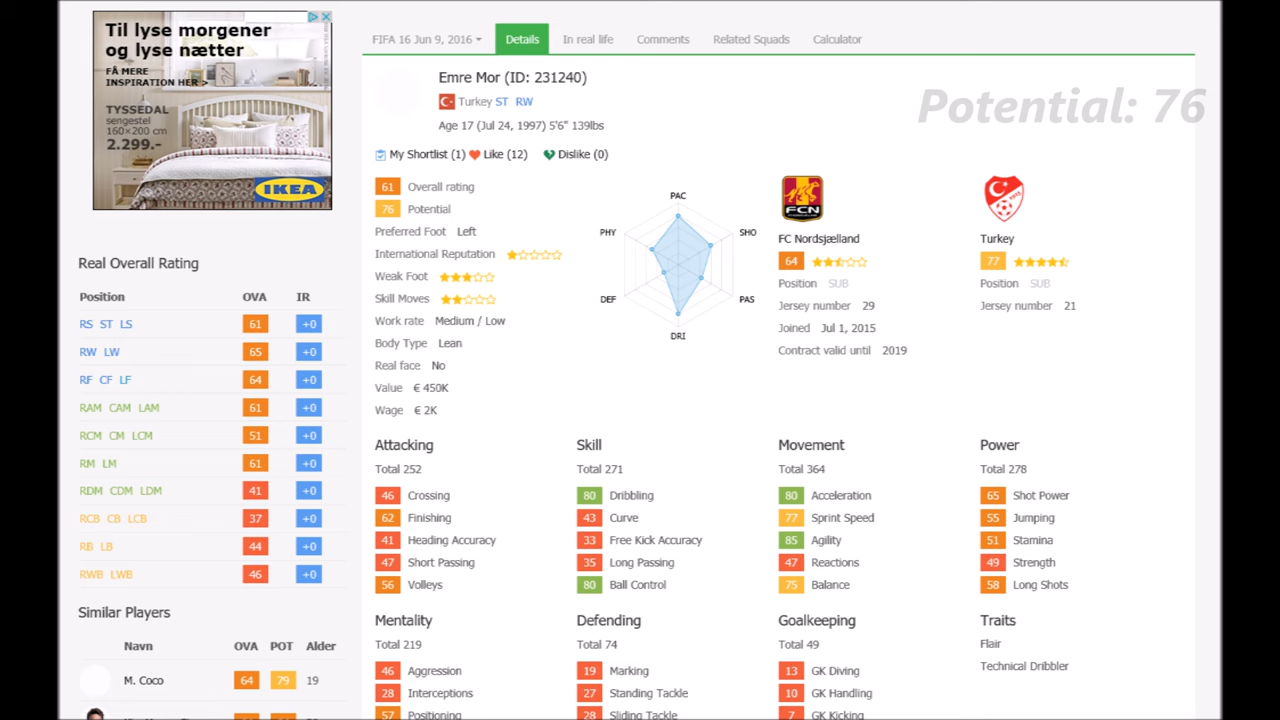 Til lyse morgener
og lyse nætter
FÅ MERE
INSPIRATION HER >
TYSSEDAL
sengestel
160×200 cm
2.299.-
IKEA
Real Overall Rating
Position OVA IR
RS ST LS 61 +0
RW LW 65 +0
RF CF LF 64 +0
RAM CAM LAM 61 +0
RCM CM LCM 51 +0
RM LM 61 +0
RDM CDM LDM 41 +0
RCB CB LCB 37 +0
RB LB 44 +0
RWB LWB 46 +0
Similar Players
Navn OVA POT Alder
M. Coco 64 79 19
FIFA 16 Jun 9, 2016 Details In real life Comments Related Squads Calculator
Emre Mor (ID: 231240)
Turkey ST RW
Age 17 (Jul 24, 1997) 5'6" 139lbs
Potential: 76
My Shortlist (1) Like (12) Dislike (0)
61 Overall rating
76 Potential
Preferred Foot Left
International Reputation
Weak Foot
Skill Moves
Work rate Medium / Low
Body Type Lean
Real face No
Value € 450K
Wage € 2K
PAC
SHO
PAS
DRI
DEF
PHY
FCN
FC Nordsjælland
64
Position SUB
Jersey number 29
Joined Jul 1, 2015
Contract valid until 2019
Turkey
77
Position SUB
Jersey number 21
Attacking
Total 252
46 Crossing
62 Finishing
41 Heading Accuracy
47 Short Passing
56 Volleys
Skill
Total 271
80 Dribbling
43 Curve
33 Free Kick Accuracy
35 Long Passing
80 Ball Control
Movement
Total 364
80 Acceleration
77 Sprint Speed
85 Agility
47 Reactions
75 Balance
Power
Total 278
65 Shot Power
55 Jumping
51 Stamina
49 Strength
58 Long Shots
Mentality
Total 219
46 Aggression
28 Interceptions
57 Positioning
Defending
Total 74
19 Marking
27 Standing Tackle
28 Sliding Tackle
Goalkeeping
Total 49
13 GK Diving
10 GK Handling
7 GK Kicking
Traits
Flair
Technical Dribbler